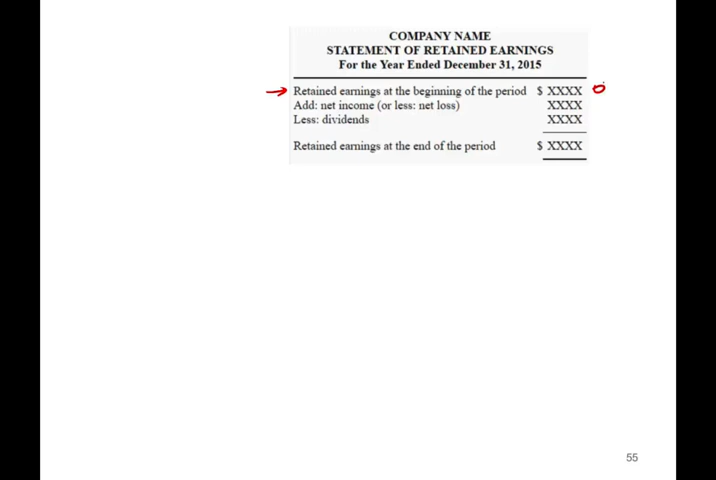 COMPANY NAME
STATEMENT OF RETAINED EARNINGS
For the Year Ended December 31, 2015
Retained earnings at the beginning of the period $ XXXX 0
Add: net income (or less: net loss) XXXX
Less: dividends XXXX
Retained earnings at the end of the period $ XXXX
55